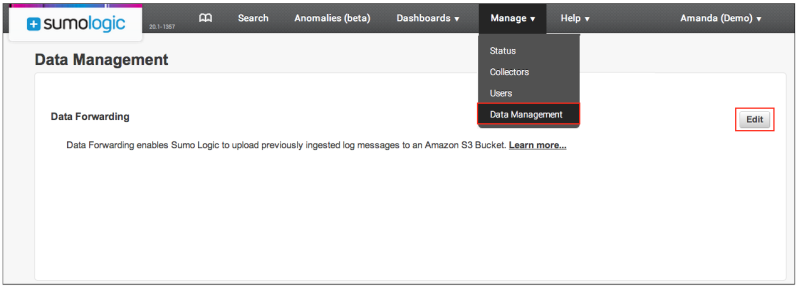 sumologic
20.1-1357
Search
Anomalies (beta)
Dashboards
Manage
Help
Amanda (Demo)
Status
Collectors
Users
Data Management
Data Management
Data Forwarding
Edit
Data Forwarding enables Sumo Logic to upload previously ingested log messages to an Amazon S3 Bucket. Learn more...